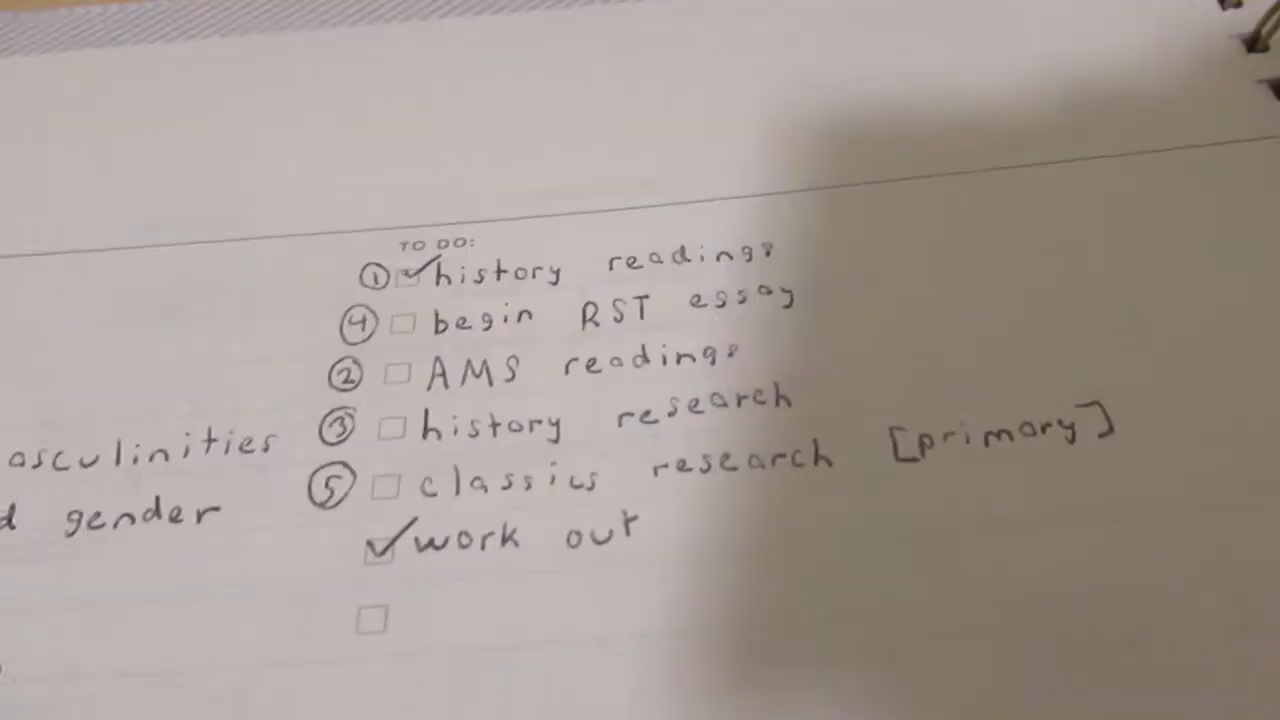 TO DO:
① history readings
④ begin RST essay
② AMS readings
③ history research
⑤ classics research [primary]
work out
gender